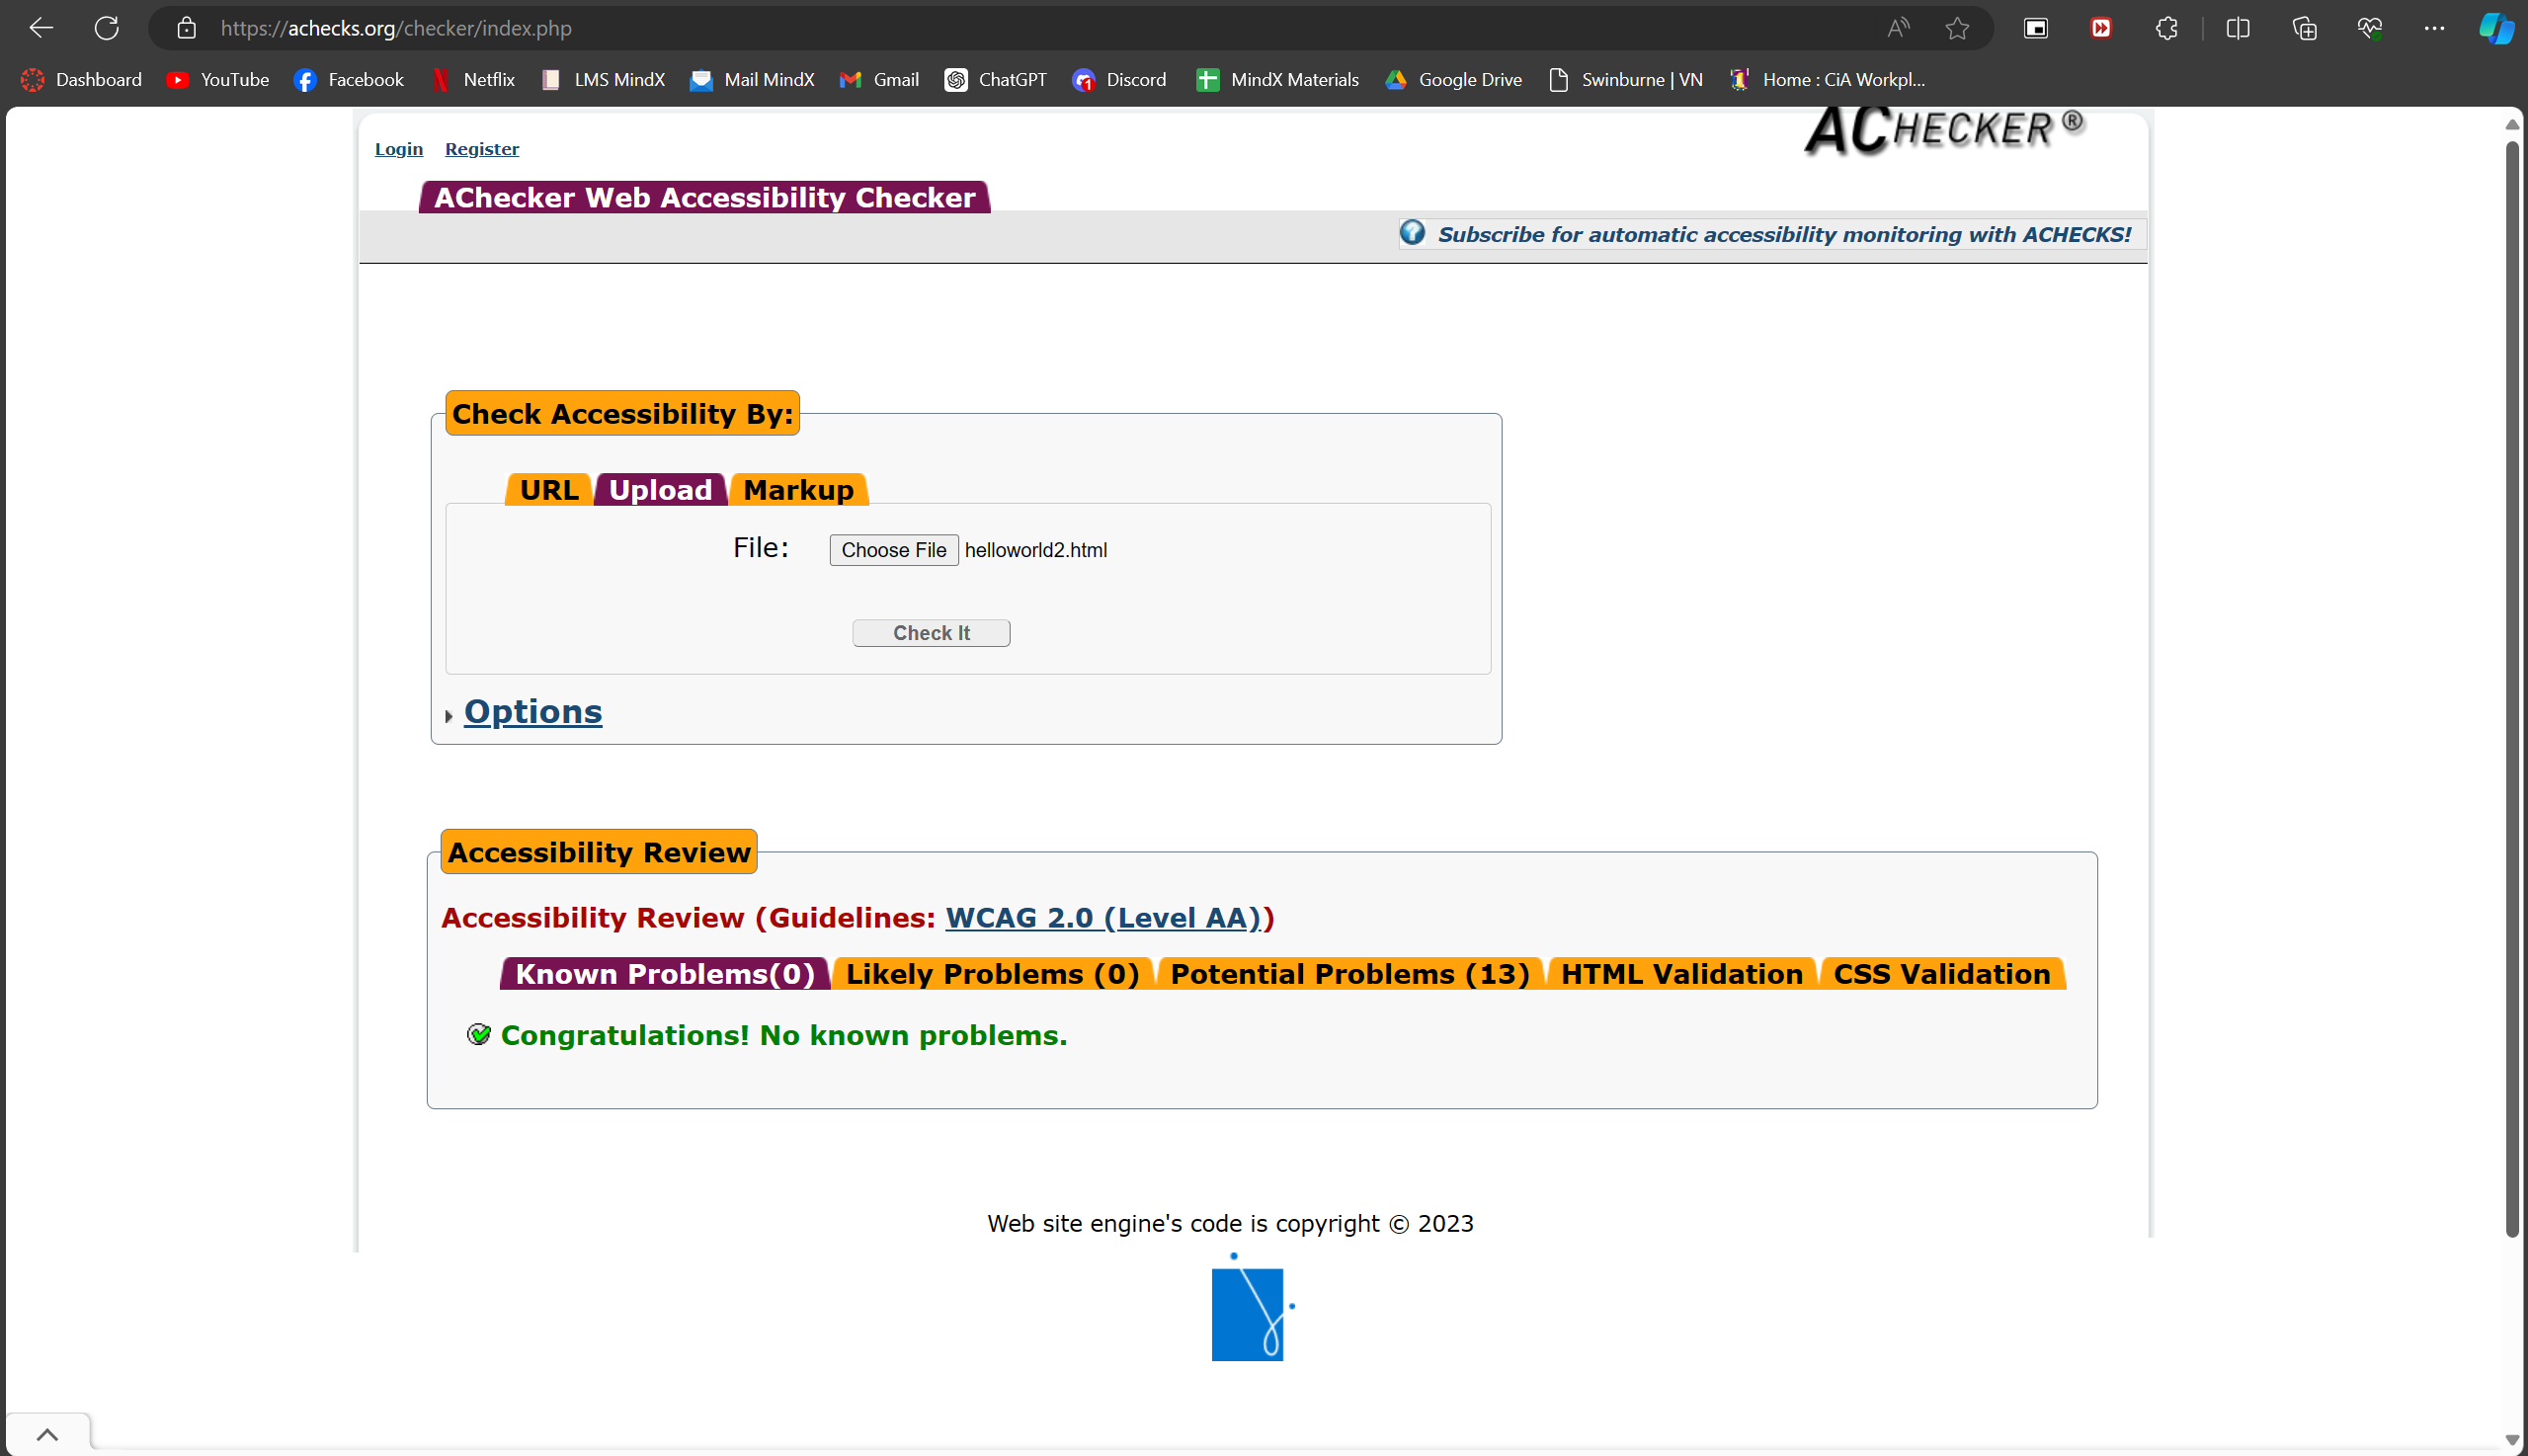 https://achecks.org/checker/index.php
Dashboard YouTube Facebook Netflix LMS MindX Mail MindX Gmail ChatGPT Discord MindX Materials Google Drive Swinburne | VN Home : CiA Workpl...
ACHECKER ®
Login Register
AChecker Web Accessibility Checker
Subscribe for automatic accessibility monitoring with ACHECKS!
Check Accessibility By:
URL Upload Markup
File: Choose File helloworld2.html
Check It
Options
Accessibility Review
Accessibility Review (Guidelines: WCAG 2.0 (Level AA))
Known Problems(0) Likely Problems (0) Potential Problems (13) HTML Validation CSS Validation
Congratulations! No known problems.
Web site engine's code is copyright © 2023